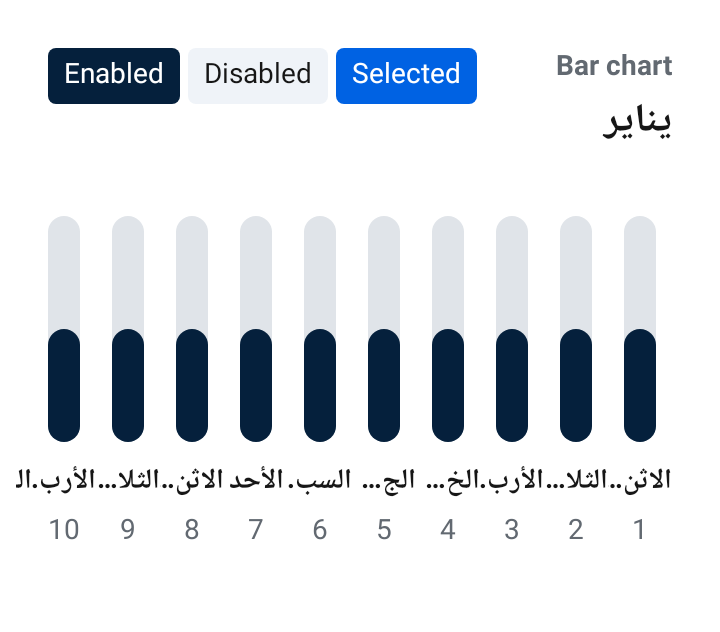 Bar chart
يناير
Enabled Disabled Selected
الاثن.. الثلا... الأرب. الخ... الج... السب. الأحد الاثن.. الثلا... الأرب. ال
1 2 3 4 5 6 7 8 9 10